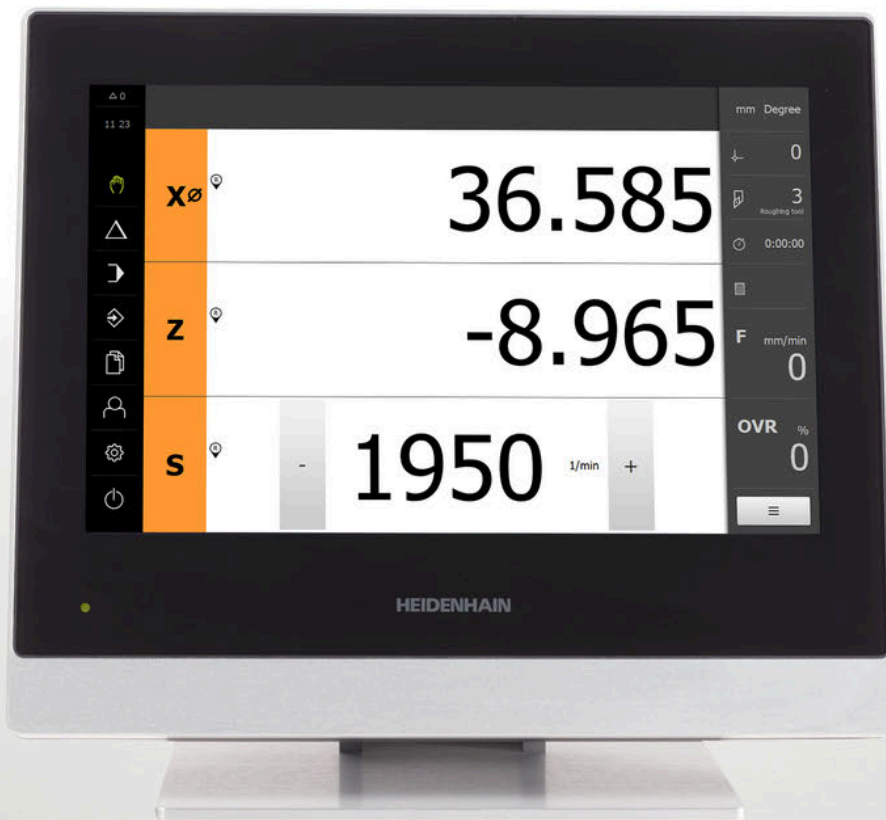 △ 0
11 23
X⌀
R
36.585
Z
R
-8.965
S
R
-
1950
1/min
+
mm Degree
0
3
Roughing tool
0:00:00
F mm/min
0
OVR %
0
HEIDENHAIN